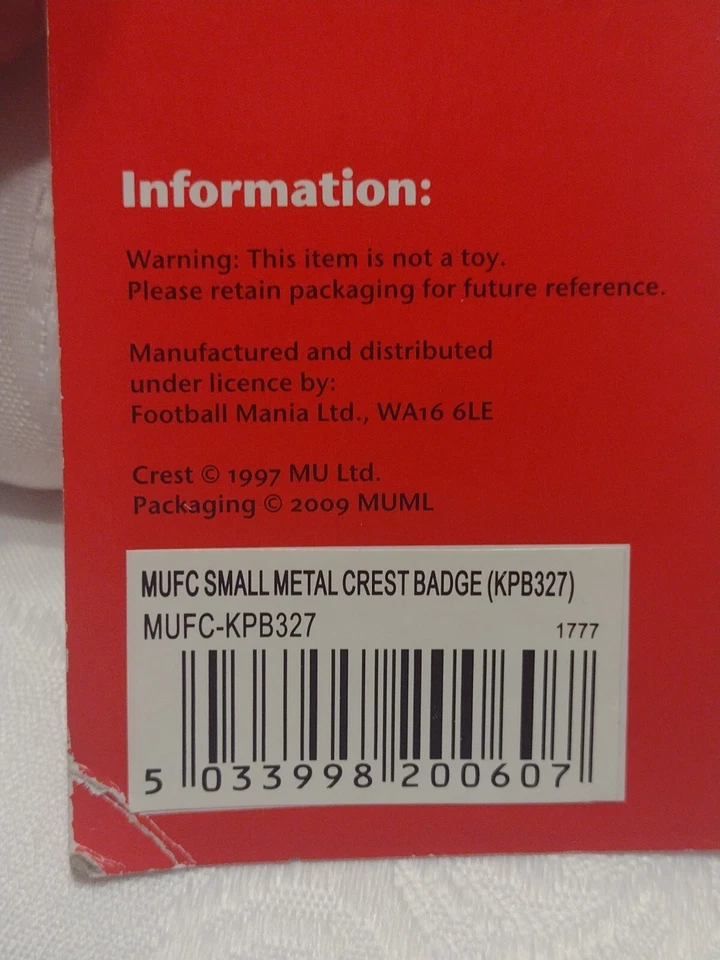 Information:
Warning: This item is not a toy.
Please retain packaging for future reference.
Manufactured and distributed
under licence by:
Football Mania Ltd., WA16 6LE
Crest © 1997 MU Ltd.
Packaging © 2009 MUML
MUFC SMALL METAL CREST BADGE (KPB327)
MUFC-KPB327 1777
5 033998 200607